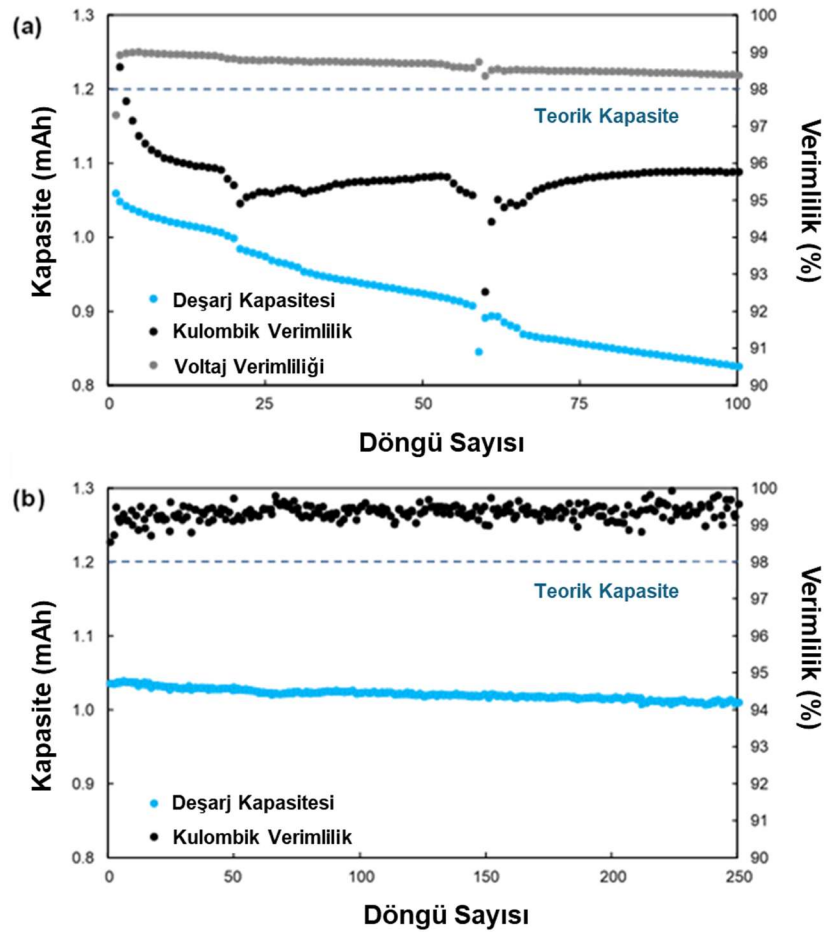 (a)
1.3
1.2
1.1
1.0
0.9
0.8
Kapasite (mAh)
100
99
98
97
96
95
94
93
92
91
90
Verimlilik (%)
Teorik Kapasite
Deşarj Kapasitesi
Kulombik Verimlilik
Voltaj Verimliliği
0 25 50 75 100
Döngü Sayısı
(b)
1.3
1.2
1.1
1.0
0.9
0.8
Kapasite (mAh)
100
99
98
97
96
95
94
93
92
91
90
Verimlilik (%)
Teorik Kapasite
Deşarj Kapasitesi
Kulombik Verimlilik
0 50 100 150 200 250
Döngü Sayısı